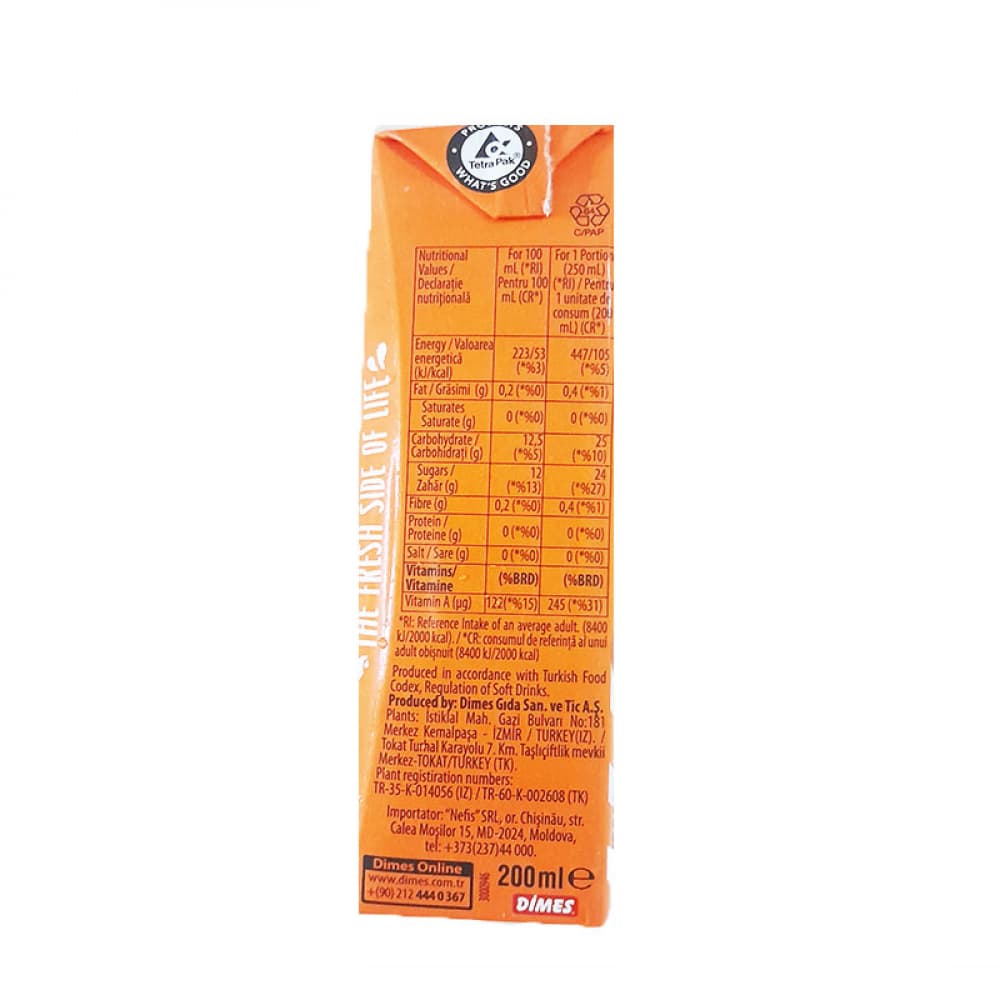 PRODUCTS
Tetra Pak®
WHAT'S GOOD
84
C/PAP
THE FRESH SIDE OF LIFE
Nutritional Values / Declarație nutrițională | For 100 mL (*RI) Pentru 100 mL (CR*) | For 1 Portion (250 mL) (*RI) / Pentru 1 unitate de consum (200 mL) (CR*)
Energy / Valoarea energetică (kJ/kcal) | 223/53 (*%3) | 447/105 (*%5)
Fat / Grăsimi (g) | 0,2 (*%0) | 0,4 (*%1)
Saturates Saturate (g) | 0 (*%0) | 0 (*%0)
Carbohydrate / Carbohidrați (g) | 12,5 (*%5) | 25 (*%10)
Sugars / Zahăr (g) | 12 (*%13) | 24 (*%27)
Fibre (g) | 0,2 (*%0) | 0,4 (*%1)
Protein / Proteine (g) | 0 (*%0) | 0 (*%0)
Salt / Sare (g) | 0 (*%0) | 0 (*%0)
Vitamins/ Vitamine | (%BRD) | (%BRD)
Vitamin A (µg) | 122(*%15) | 245 (*%31)
*RI: Reference Intake of an average adult. (8400
kJ/2000 kcal). / *CR: consumul de referință al unui
adult obișnuit (8400 kJ/2000 kcal)
Produced in accordance with Turkish Food
Codex, Regulation of Soft Drinks.
Produced by: Dimes Gıda San. ve Tic A.Ş.
Plants: İstiklal Mah. Gazi Bulvarı No:181
Merkez Kemalpaşa - İZMİR / TURKEY(IZ). /
Tokat Turhal Karayolu 7. Km. Taşlıçiftlik mevkii
Merkez-TOKAT/TURKEY (TK).
Plant registiration numbers:
TR-35-K-014056 (IZ) / TR-60-K-002608 (TK)
Importator: "Nefis" SRL, or. Chișinău, str.
Calea Moșilor 15, MD-2024, Moldova,
tel: +373(237)44 000.
Dimes Online
www.dimes.com.tr
+(90) 212 444 0 367
3000946
200 ml e
DİMES